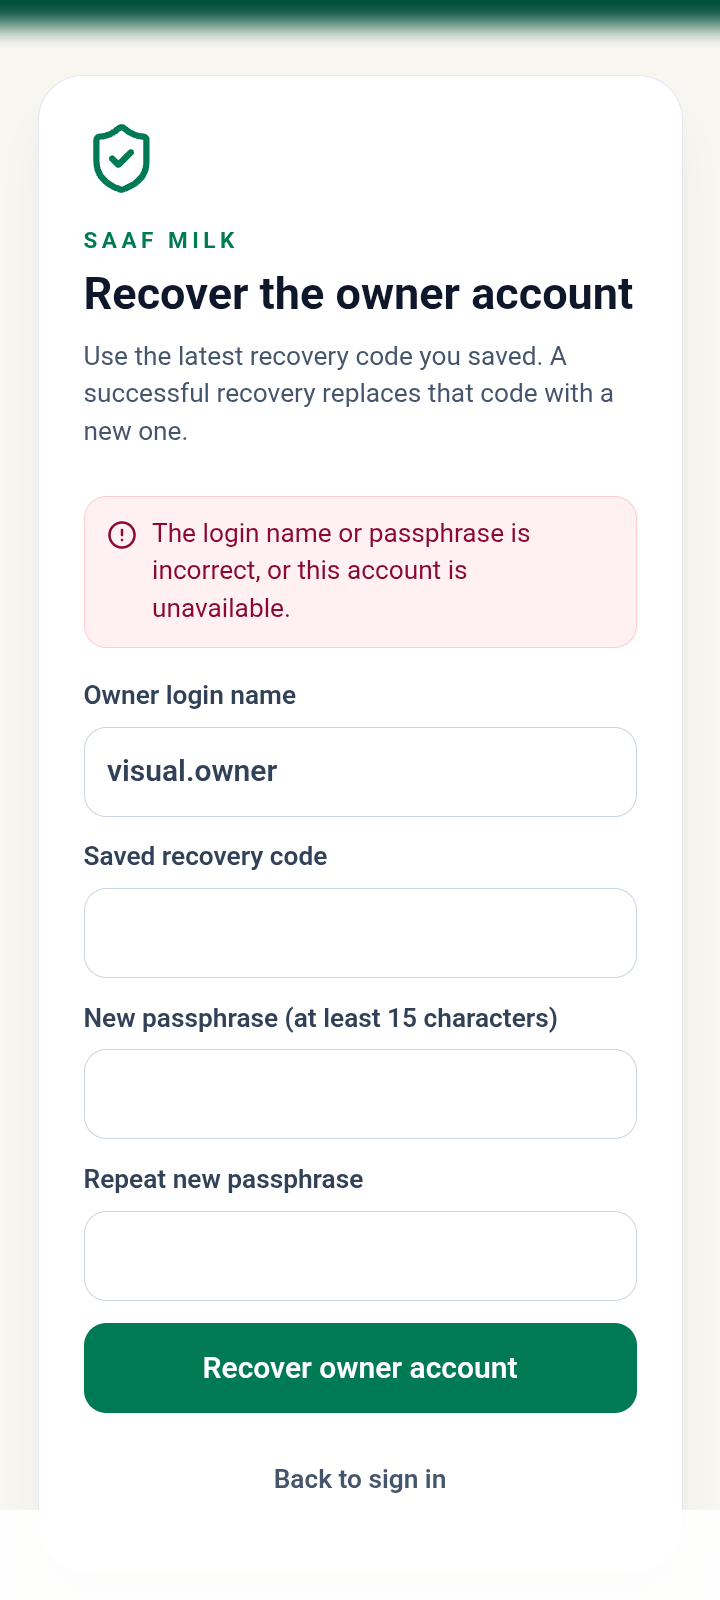 SAAF MILK
Recover the owner account
Use the latest recovery code you saved. A
successful recovery replaces that code with a
new one.
The login name or passphrase is
incorrect, or this account is
unavailable.
Owner login name
visual.owner
Saved recovery code
New passphrase (at least 15 characters)
Repeat new passphrase
Recover owner account
Back to sign in